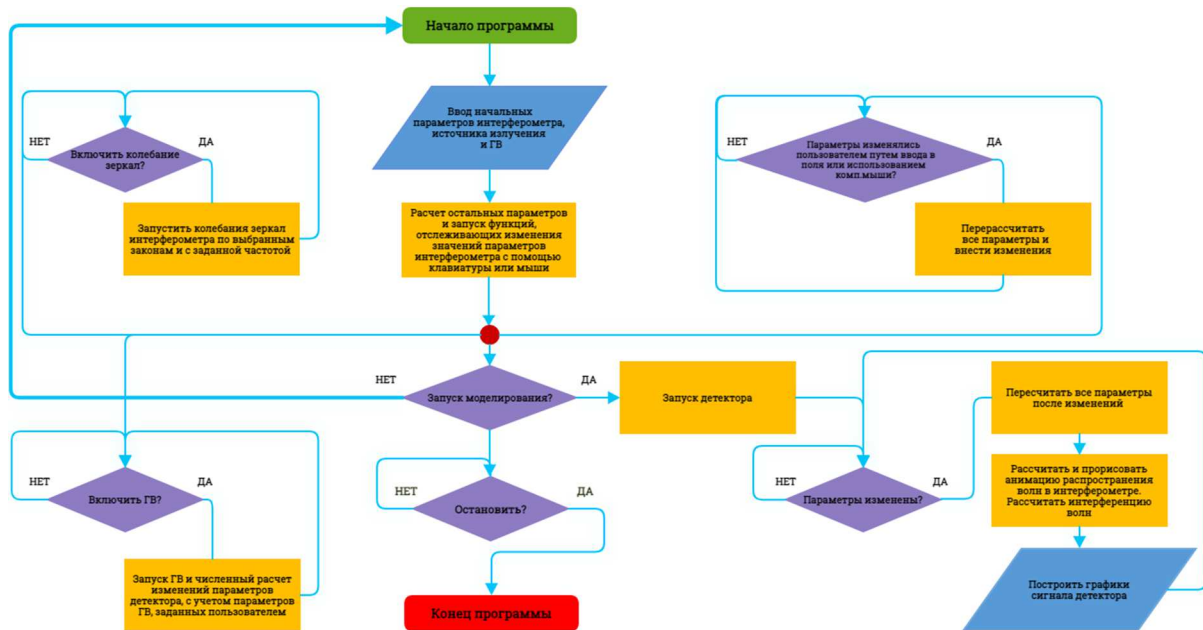 Начало программы
Ввод начальных
параметров интерферометра,
источника излучения
и ГВ
НЕТ
ДА
Включить колебание
зеркал?
Запустить колебания зеркал
интерферометра по выбранным
законам и с заданной частотой
Расчет остальных параметров
и запуск функций,
отслеживающих изменения
значений параметров
интерферометра с помощью
клавиатуры или мыши
НЕТ
ДА
Параметры изменялись
пользователем путем ввода в
поля или использованием
комп.мыши?
Перерассчитать
все параметры и
внести изменения
НЕТ
ДА
Запуск моделирования?
Запуск детектора
Пересчитать все параметры
после изменений
НЕТ
ДА
Включить ГВ?
НЕТ
ДА
Остановить?
НЕТ
ДА
Параметры изменены?
Рассчитать и прорисовать
анимацию распространения
волн в интерферометре.
Рассчитать интерференцию
волн
Запуск ГВ и численный расчет
изменений параметров
детектора, с учетом параметров
ГВ, заданных пользователем
Конец программы
Построить графики
сигнала детектора